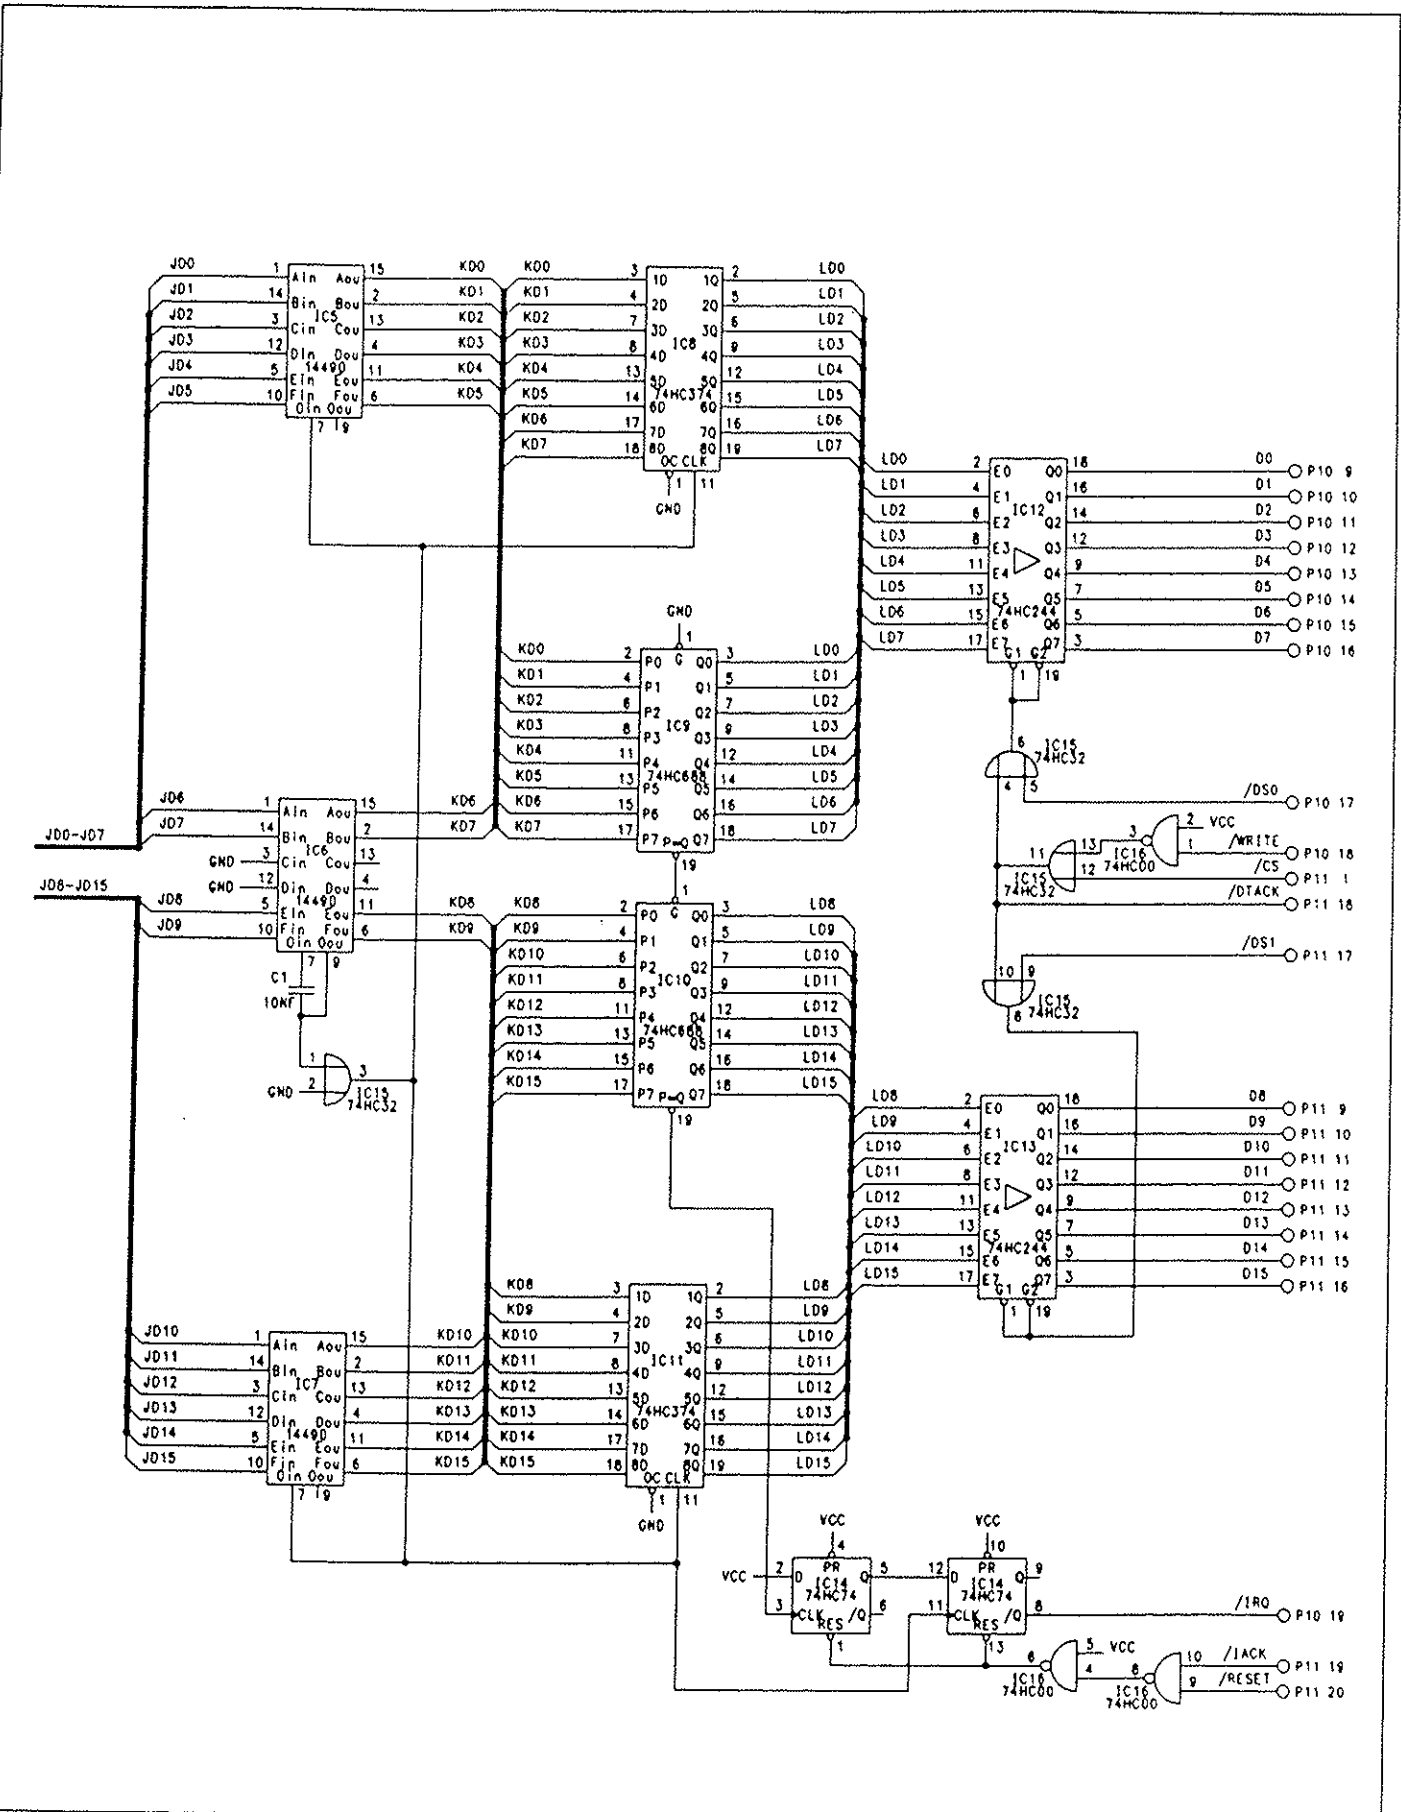 JD0 1 Ain Aou 15 KD0
JD1 14 Bin Bou 2 KD1
IC5
JD2 3 Cin Cou 13 KD2
JD3 12 Din Dou 4 KD3
14490
JD4 5 Ein Eou 11 KD4
JD5 10 Fin Fou 6 KD5
Oin Oou
7 9
KD0 3 1D 1Q 2 LD0
KD1 4 2D 2Q 5 LD1
KD2 7 3D 3Q 6 LD2
IC8
KD3 8 4D 4Q 9 LD3
KD4 13 5D 5Q 12 LD4
74HC374
KD5 14 6D 6Q 15 LD5
KD6 17 7D 7Q 16 LD6
KD7 18 8D 8Q 19 LD7
OC CLK
1 11
GND
LD0 2 E0 Q0 18 D0 P10 9
LD1 4 E1 Q1 16 D1 P10 10
IC12
LD2 6 E2 Q2 14 D2 P10 11
LD3 8 E3 Q3 12 D3 P10 12
LD4 11 E4 Q4 9 D4 P10 13
LD5 13 E5 Q5 7 D5 P10 14
74HC244
LD6 15 E6 Q6 5 D6 P10 15
LD7 17 E7 Q7 3 D7 P10 16
G1 G2
1 19
GND
1
G
KD0 2 P0 Q0 3 LD0
KD1 4 P1 Q1 5 LD1
KD2 6 P2 Q2 7 LD2
IC9
KD3 8 P3 Q3 9 LD3
KD4 11 P4 Q4 12 LD4
74HC688
KD5 13 P5 Q5 14 LD5
KD6 15 P6 Q6 16 LD6
KD7 17 P7 P=Q Q7 18 LD7
19
6 IC15
74HC32
4 5
/DS0 P10 17
3 2 VCC
IC16 1 /WRITE P10 18
74HC00
11 13
IC15 12 /CS P11 1
74HC32
/DTACK P11 18
/DS1 P11 17
10 9
IC15
8 74HC32
JD0-JD7
JD8-JD15
JD6 1 Ain Aou 15 KD6
JD7 14 Bin Bou 2 KD7
IC6
GND 3 Cin Cou 13
GND 12 Din Dou 4
14490
JD8 5 Ein Eou 11 KD8
JD9 10 Fin Fou 6 KD9
Oin Oou
7 9
C1
10NF
1 3
GND 2 IC15
74HC32
1
G
KD8 2 P0 Q0 3 LD8
KD9 4 P1 Q1 5 LD9
KD10 6 P2 Q2 7 LD10
IC10
KD11 8 P3 Q3 9 LD11
KD12 11 P4 Q4 12 LD12
74HC688
KD13 13 P5 Q5 14 LD13
KD14 15 P6 Q6 16 LD14
KD15 17 P7 P=Q Q7 18 LD15
19
LD8 2 E0 Q0 18 D8 P11 9
LD9 4 E1 Q1 16 D9 P11 10
IC13
LD10 6 E2 Q2 14 D10 P11 11
LD11 8 E3 Q3 12 D11 P11 12
LD12 11 E4 Q4 9 D12 P11 13
LD13 13 E5 Q5 7 D13 P11 14
74HC244
LD14 15 E6 Q6 5 D14 P11 15
LD15 17 E7 Q7 3 D15 P11 16
G1 G2
1 19
JD10 1 Ain Aou 15 KD10
JD11 14 Bin Bou 2 KD11
IC7
JD12 3 Cin Cou 13 KD12
JD13 12 Din Dou 4 KD13
14490
JD14 5 Ein Eou 11 KD14
JD15 10 Fin Fou 6 KD15
Oin Oou
7 9
KD8 3 1D 1Q 2 LD8
KD9 4 2D 2Q 5 LD9
KD10 7 3D 3Q 6 LD10
IC11
KD11 8 4D 4Q 9 LD11
KD12 13 5D 5Q 12 LD12
74HC374
KD13 14 6D 6Q 15 LD13
KD14 17 7D 7Q 16 LD14
KD15 18 8D 8Q 19 LD15
OC CLK
1 11
GND
VCC VCC
4 10
PR PR
VCC 2 D Q 5 12 D Q 9
IC14 IC14
74HC74 74HC74
3 CLK /Q 6 11 CLK /Q 8 /IRQ P10 19
RES RES
1 13
6 5 VCC
4
IC16
74HC00
8 10 /IACK P11 19
9 /RESET P11 20
IC16
74HC00